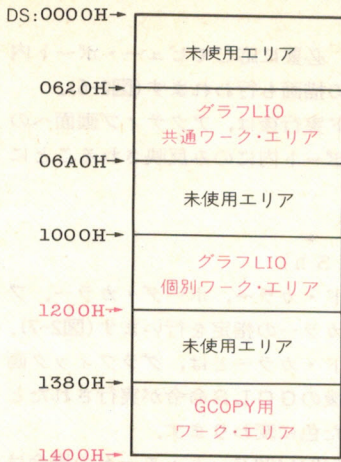 DS:0000H→
未使用エリア
0620H→
グラフLIO
共通ワーク・エリア
06A0H→
未使用エリア
1000H→
グラフLIO
個別ワーク・エリア
1200H→
未使用エリア
1380H→
GCOPY用
ワーク・エリア
1400H→